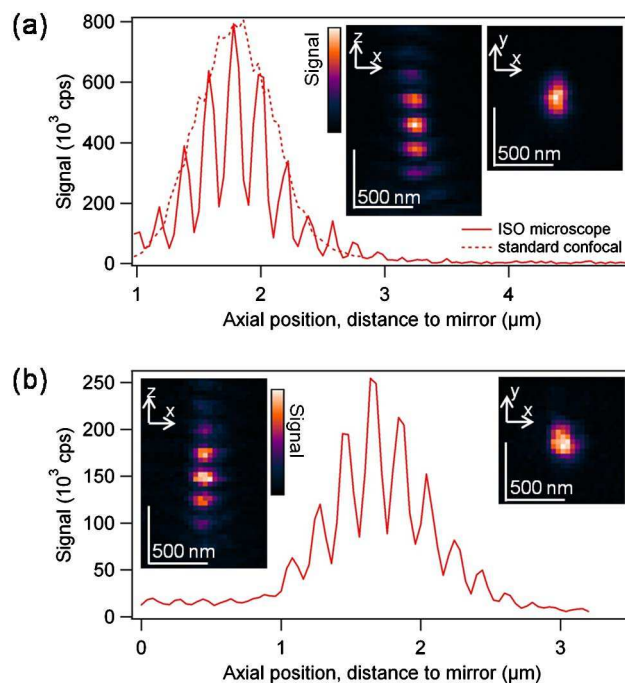 (a)
800
600
400
200
0
Signal (10³ cps)
1
2
3
4
Axial position, distance to mirror (µm)
Signal
z
x
500 nm
y
x
500 nm
ISO microscope
standard confocal
(b)
250
200
150
100
50
0
Signal (10³ cps)
0
1
2
3
Axial position, distance to mirror (µm)
z
x
500 nm
Signal
y
x
500 nm